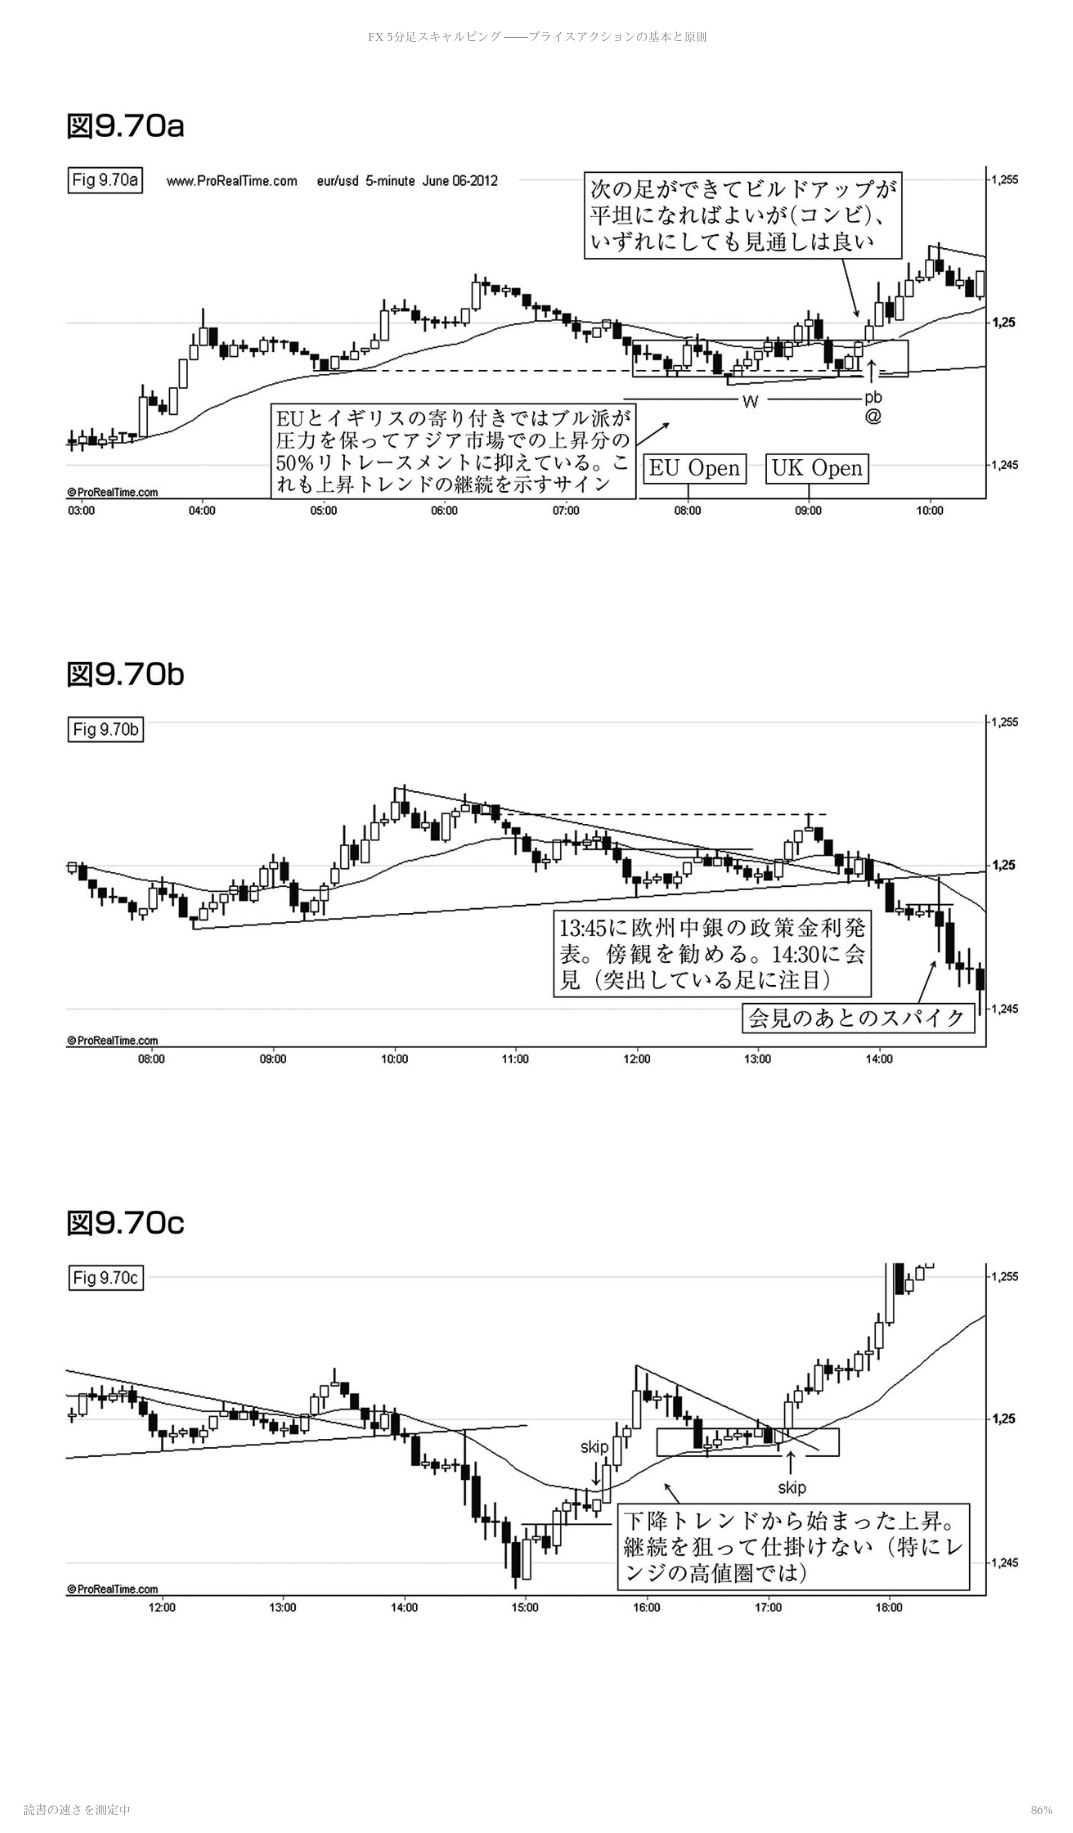 FX 5分足スキャルピング ――プライスアクションの基本と原則
図9.70a
Fig 9.70a www.ProRealTime.com eur/usd 5-minute June 06-2012
次の足ができてビルドアップが
平坦になればよいが（コンビ）、
いずれにしても見通しは良い
1,255
1,25
1,245
W
pb
@
EUとイギリスの寄り付きではブル派が
圧力を保ってアジア市場での上昇分の
50％リトレースメントに抑えている。こ
れも上昇トレンドの継続を示すサイン
EU Open
UK Open
©ProRealTime.com
03:00 04:00 05:00 06:00 07:00 08:00 09:00 10:00
図9.70b
Fig 9.70b
1,255
1,25
1,245
13:45に欧州中銀の政策金利発
表。傍観を勧める。14:30に会
見（突出している足に注目）
会見のあとのスパイク
©ProRealTime.com
08:00 09:00 10:00 11:00 12:00 13:00 14:00
図9.70c
Fig 9.70c
1,255
1,25
1,245
skip
skip
下降トレンドから始まった上昇。
継続を狙って仕掛けない（特にレ
ンジの高値圏では）
©ProRealTime.com
12:00 13:00 14:00 15:00 16:00 17:00 18:00
読書の速さを測定中
86%